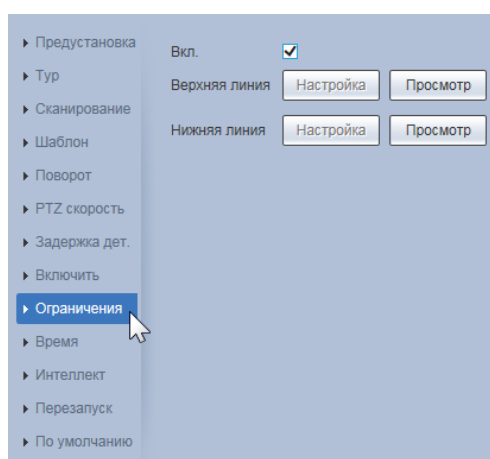 Предустановка
Тур
Сканирование
Шаблон
Поворот
PTZ скорость
Задержка дет.
Включить
Ограничения
Время
Интеллект
Перезапуск
По умолчанию
Вкл.
Верхняя линия Настройка Просмотр
Нижняя линия Настройка Просмотр